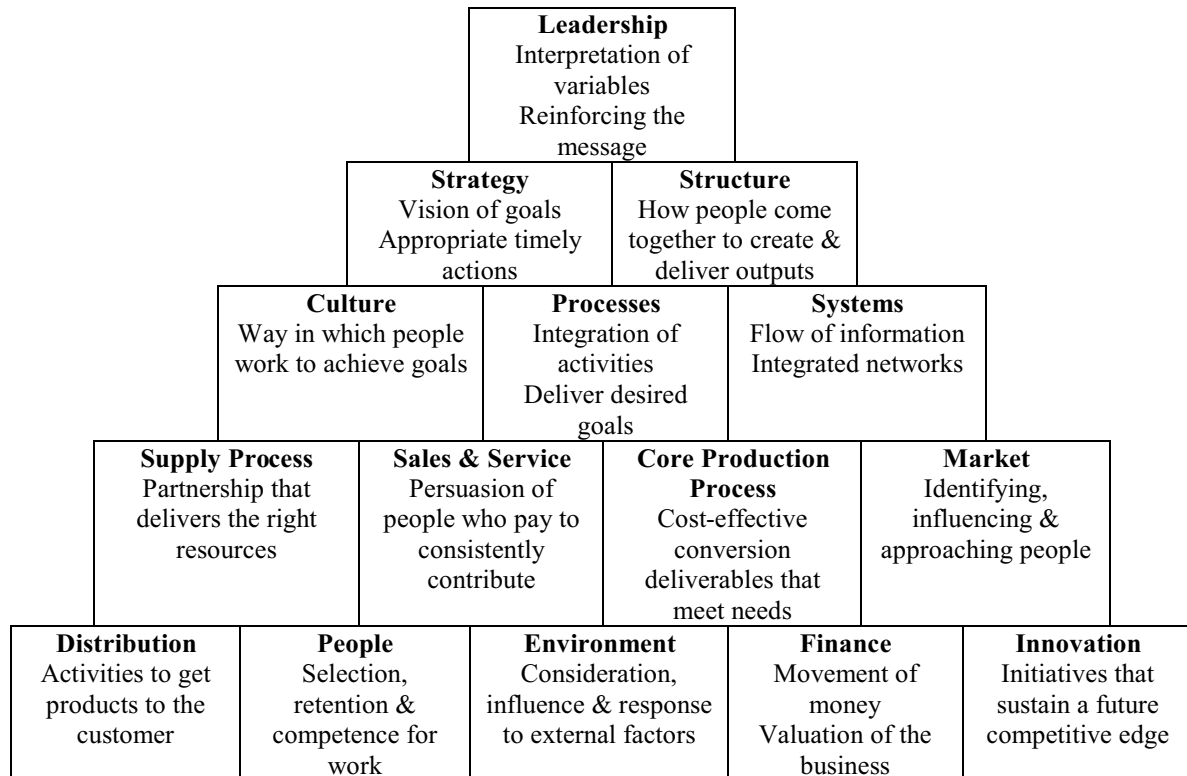 Leadership
Interpretation of
variables
Reinforcing the
message
Strategy
Vision of goals
Appropriate timely
actions
Structure
How people come
together to create &
deliver outputs
Culture
Way in which people
work to achieve goals
Processes
Integration of
activities
Deliver desired
goals
Systems
Flow of information
Integrated networks
Supply Process
Partnership that
delivers the right
resources
Sales & Service
Persuasion of
people who pay to
consistently
contribute
Core Production
Process
Cost-effective
conversion
deliverables that
meet needs
Market
Identifying,
influencing &
approaching people
Distribution
Activities to get
products to the
customer
People
Selection,
retention &
competence for
work
Environment
Consideration,
influence & response
to external factors
Finance
Movement of
money
Valuation of the
business
Innovation
Initiatives that
sustain a future
competitive edge